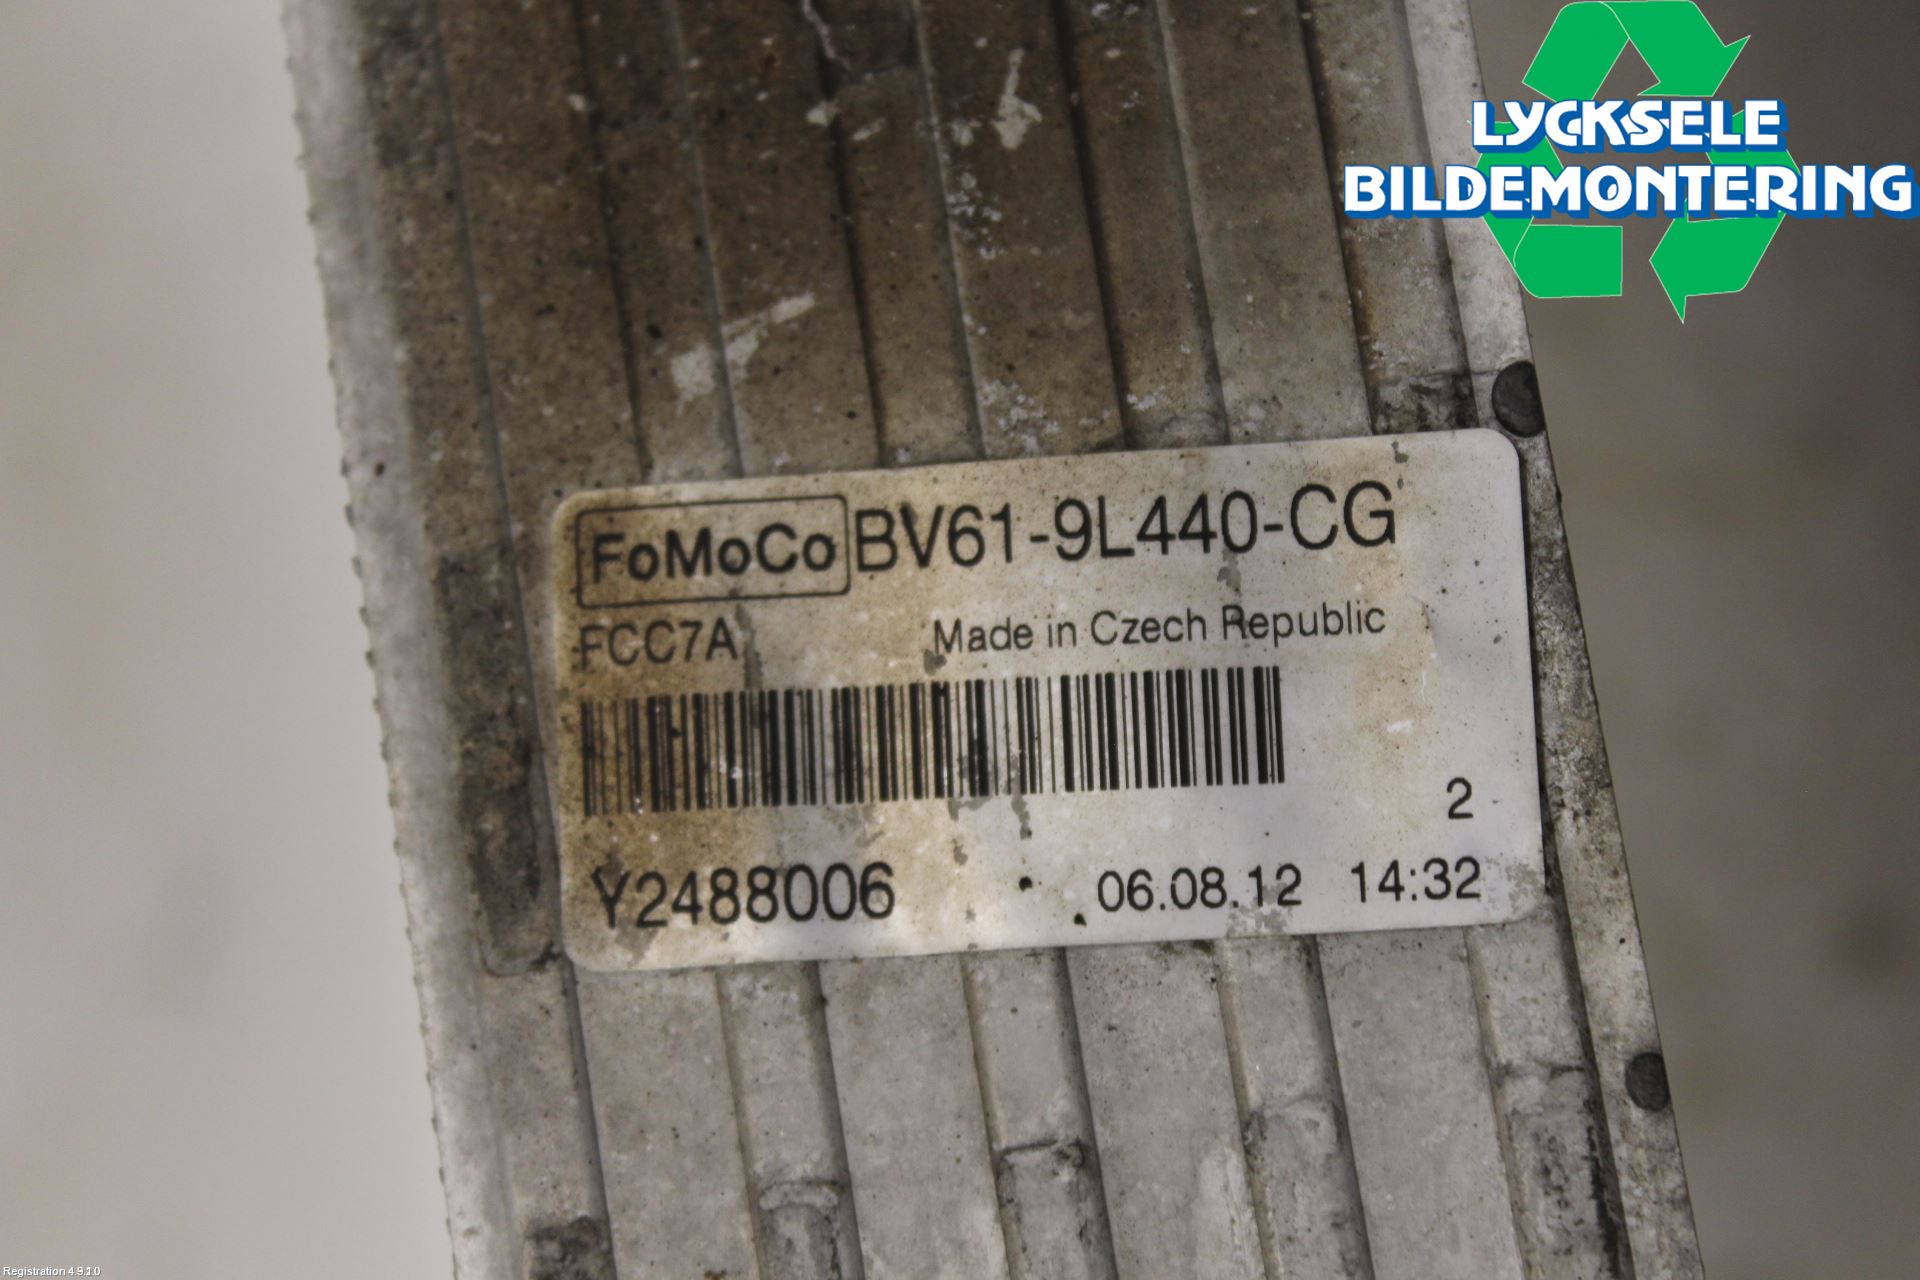 LYCKSELE
BILDEMONTERING
FoMoCo BV61-9L440-CG
FCC7A Made in Czech Republic
2
Y2488006 06.08.12 14:32
Registration 4.9.1.0